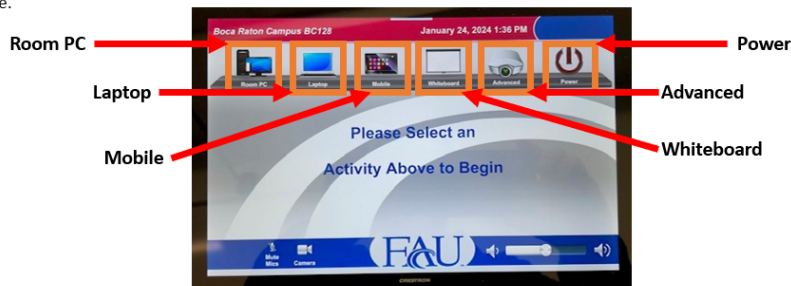 e.
Boca Raton Campus BC128
January 24, 2024 1:36 PM
Room PC
Power
Room PC
Laptop
Mobile
Whiteboard
Advanced
Power
Laptop
Advanced
Please Select an
Mobile
Whiteboard
Activity Above to Begin
Mute
Mics
Camera
FAU
CRESTRON